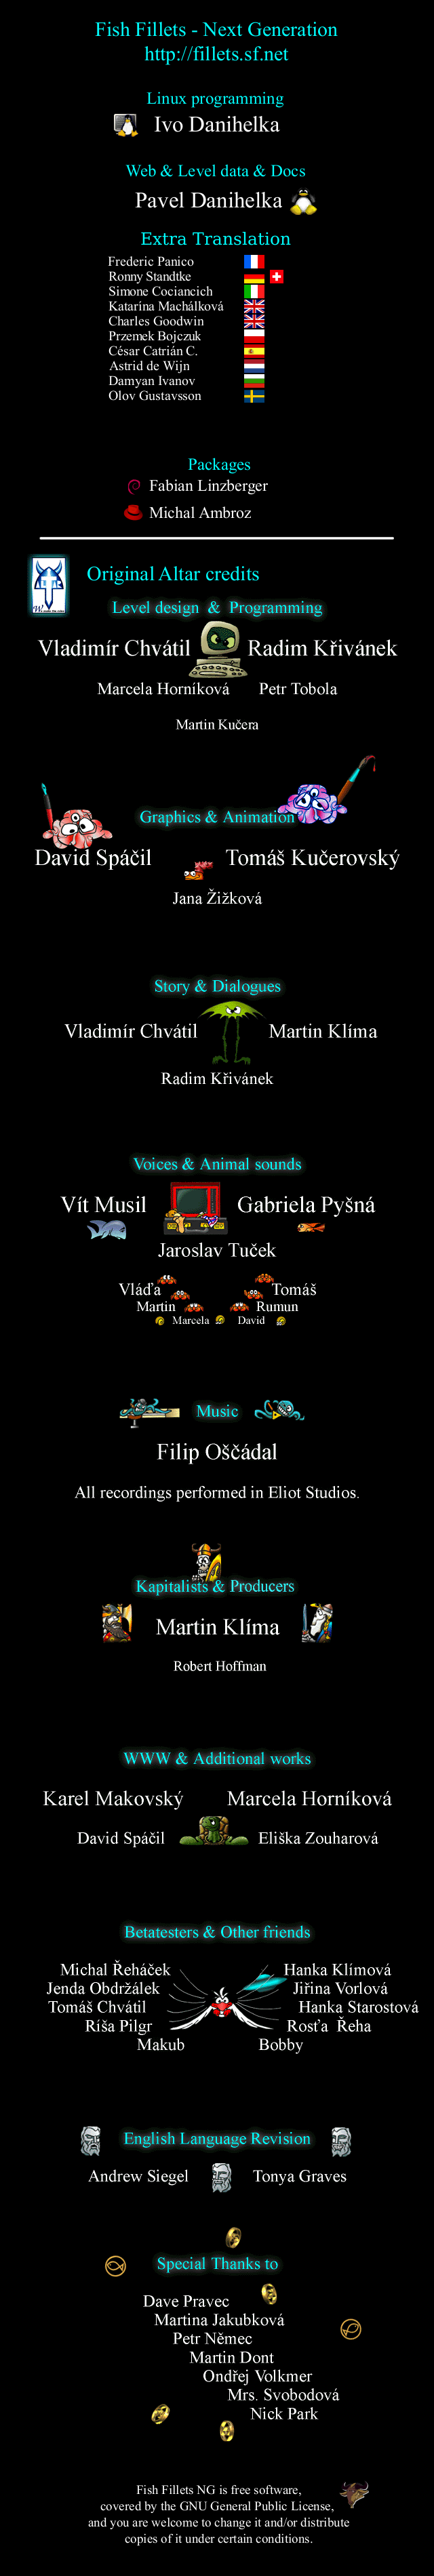 Fish Fillets - Next Generation
http://fillets.sf.net
Linux programming
Ivo Danihelka
Web & Level data & Docs
Pavel Danihelka
Extra Translation
Frederic Panico
Ronny Standtke
Simone Cociancich
Katarína Machálková
Charles Goodwin
Przemek Bojczuk
César Catrián C.
Astrid de Wijn
Damyan Ivanov
Olov Gustavsson
Packages
Fabian Linzberger
Michal Ambroz
Original Altar credits
Level design & Programming
Vladimír Chvátil Radim Křivánek
Marcela Horníková Petr Tobola
Martin Kučera
Graphics & Animation
David Spáčil Tomáš Kučerovský
Jana Žižková
Story & Dialogues
Vladimír Chvátil Martin Klíma
Radim Křivánek
Voices & Animal sounds
Vít Musil Gabriela Pyšná
Jaroslav Tuček
Vláďa Tomáš
Martin Rumun
Marcela David
Music
Filip Oščádal
All recordings performed in Eliot Studios.
Kapitalists & Producers
Martin Klíma
Robert Hoffman
WWW & Additional works
Karel Makovský Marcela Horníková
David Spáčil Eliška Zouharová
Betatesters & Other friends
Michal Řeháček Hanka Klímová
Jenda Obdržálek Jiřina Vorlová
Tomáš Chvátil Hanka Starostová
Ríša Pilgr Rosťa Řeha
Makub Bobby
English Language Revision
Andrew Siegel Tonya Graves
Special Thanks to
Dave Pravec
Martina Jakubková
Petr Němec
Martin Dont
Ondřej Volkmer
Mrs. Svobodová
Nick Park
Fish Fillets NG is free software,
covered by the GNU General Public License,
and you are welcome to change it and/or distribute
copies of it under certain conditions.